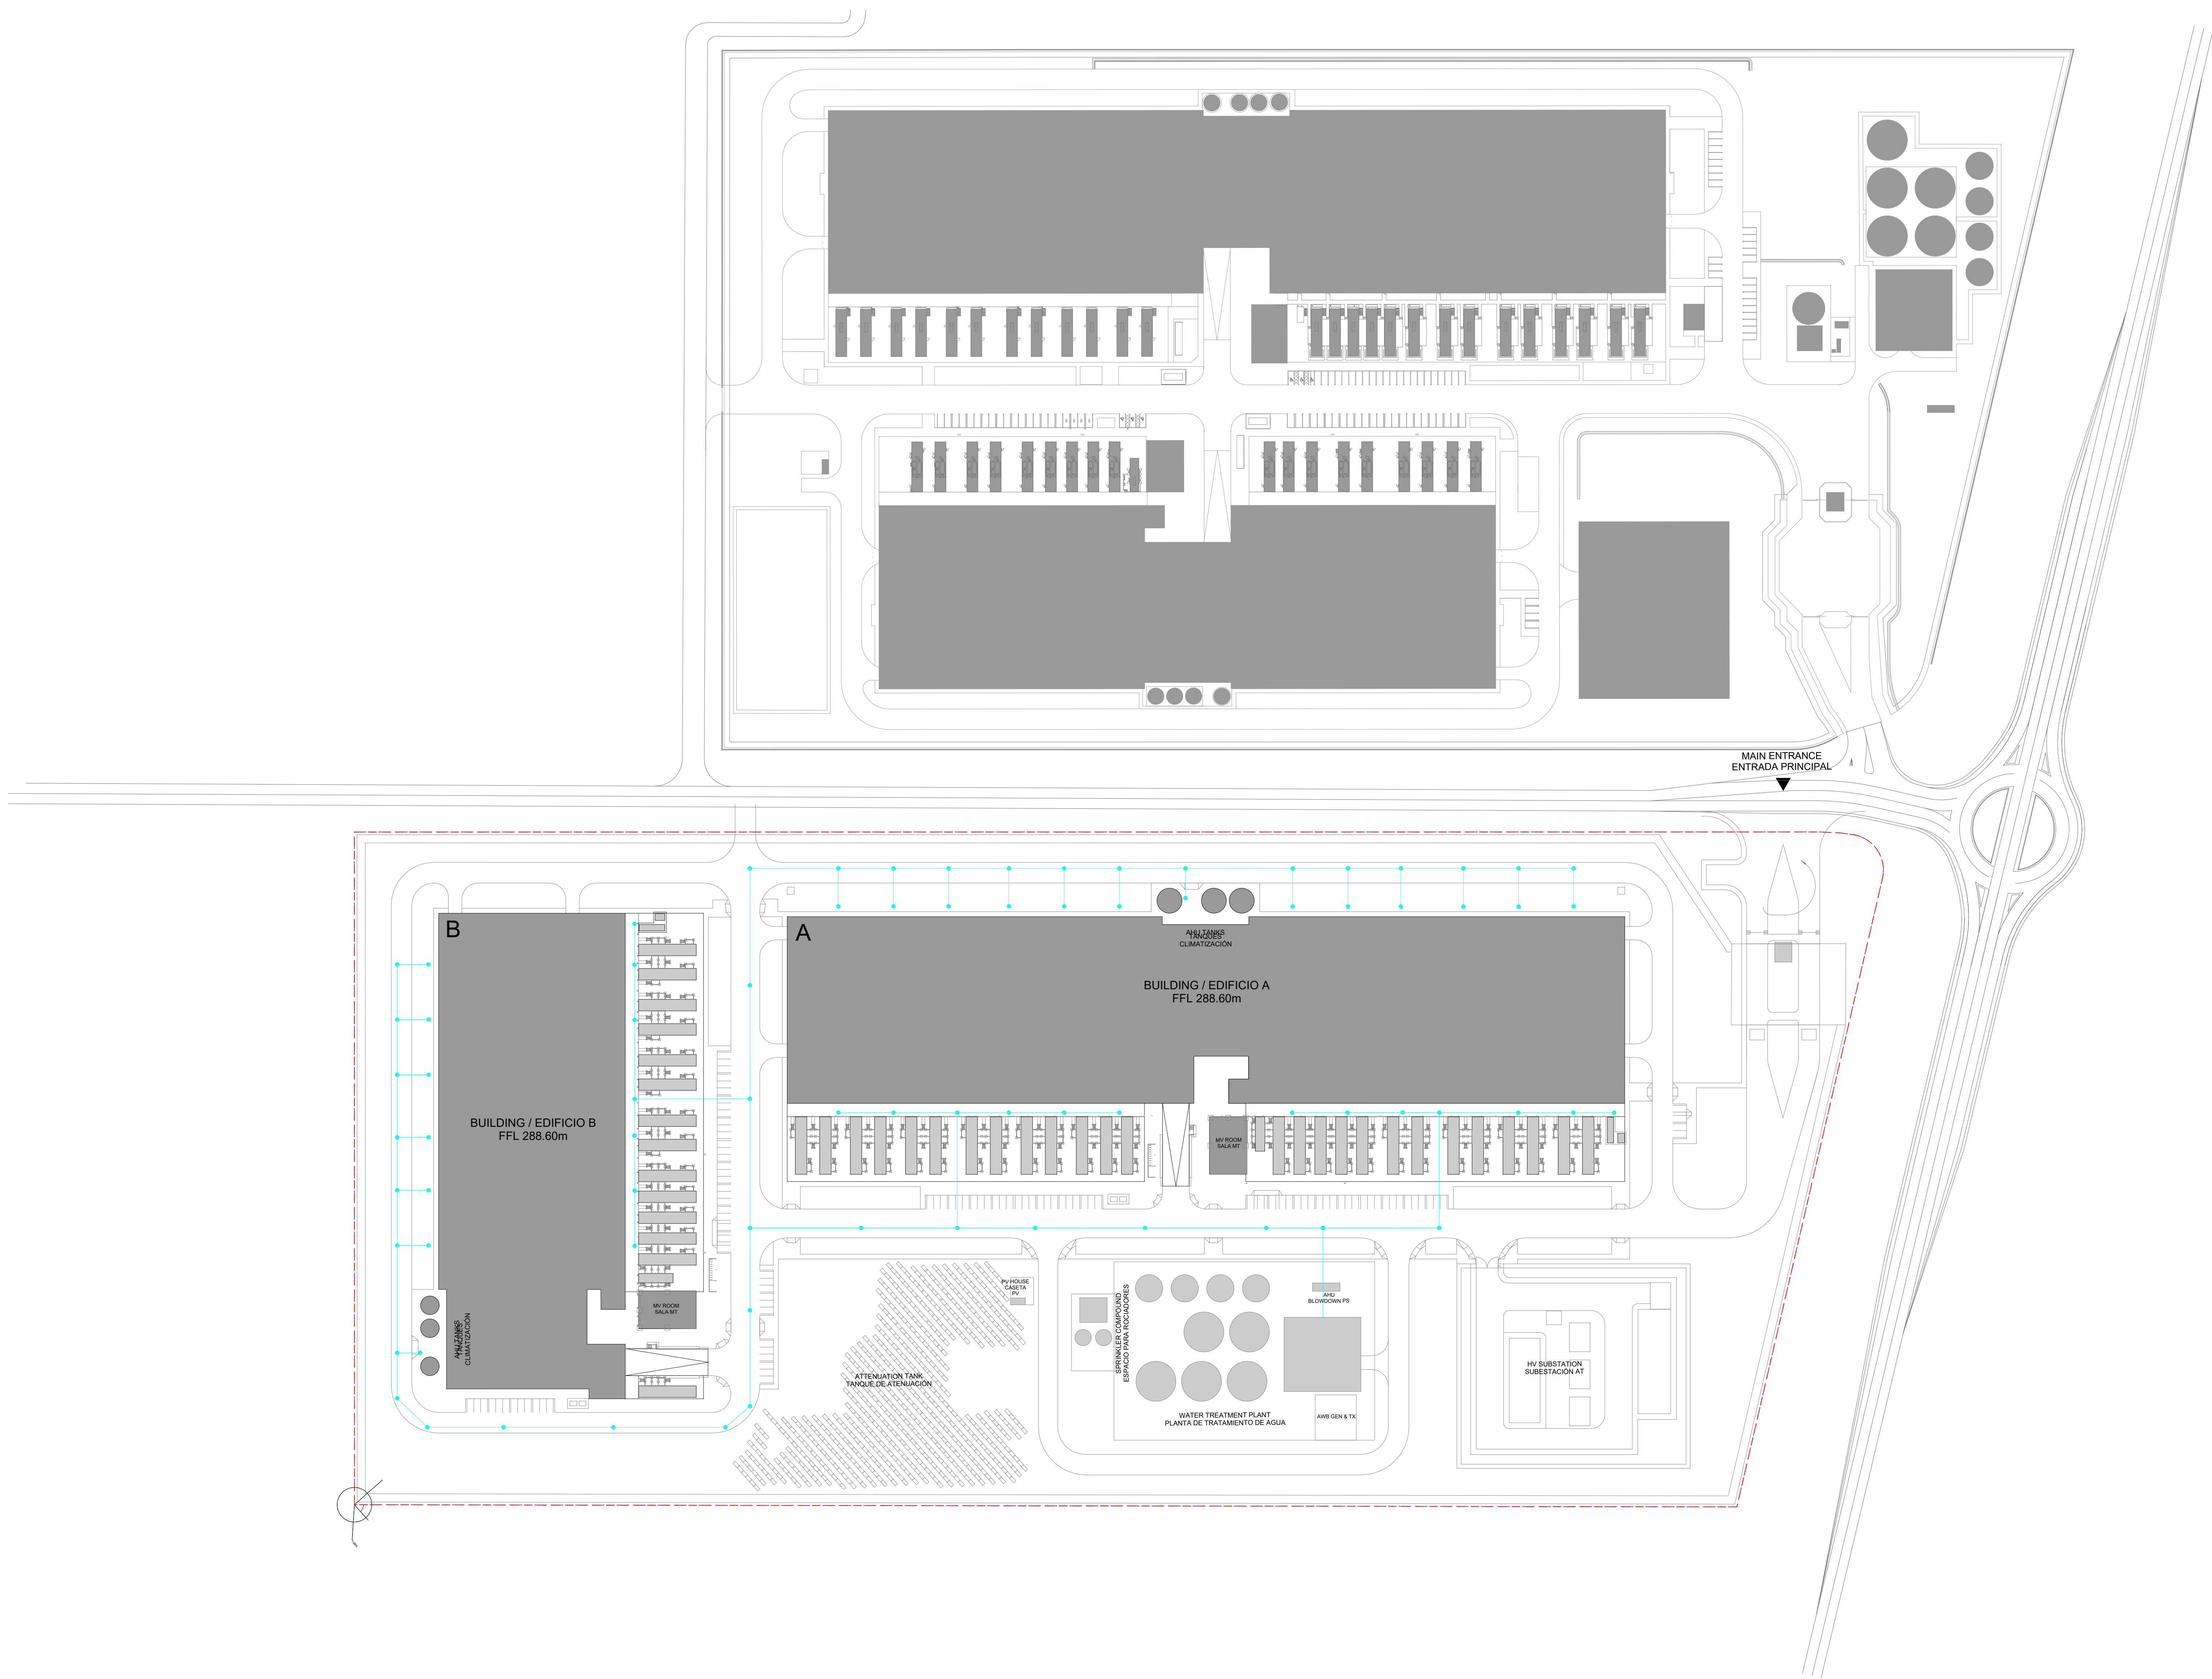 MAIN ENTRANCE
ENTRADA PRINCIPAL
B
A
AHU TANKS
TANQUES
CLIMATIZACIÓN
BUILDING / EDIFICIO A
FFL 288.60m
BUILDING / EDIFICIO B
FFL 288.60m
MV ROOM
SALA MT
MV ROOM
SALA MT
AHU TANKS
TANQUES
CLIMATIZACIÓN
PV HOUSE
CASETA
PV
ATTENUATION TANK
TANQUE DE ATENUACIÓN
SPRINKLER COMPOUND
ESPACIO PARA ROCIADORES
AHU
BLOWDOWN PS
WATER TREATMENT PLANT
PLANTA DE TRATAMIENTO DE AGUA
AWB GEN & TX
HV SUBSTATION
SUBESTACIÓN AT